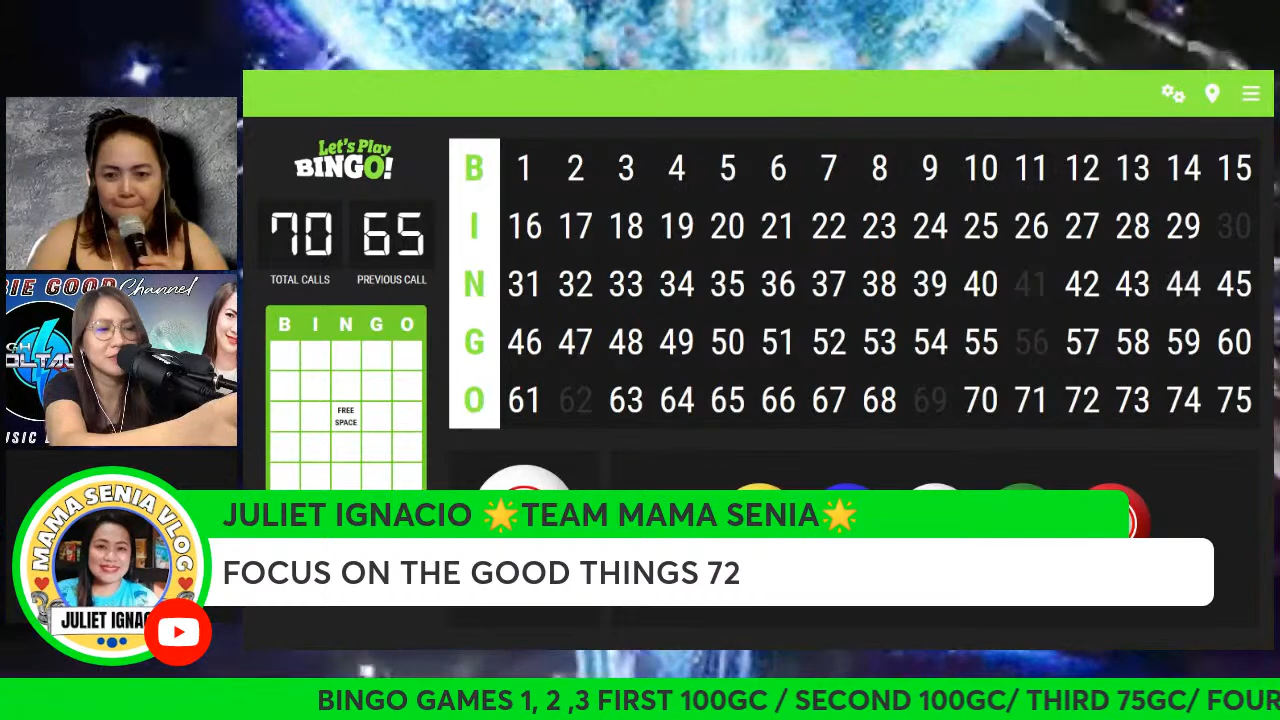 Let's Play
BINGO!
70 65
TOTAL CALLS PREVIOUS CALL
B I N G O
FREE
SPACE
B 1 2 3 4 5 6 7 8 9 10 11 12 13 14 15
I 16 17 18 19 20 21 22 23 24 25 26 27 28 29 30
N 31 32 33 34 35 36 37 38 39 40 41 42 43 44 45
G 46 47 48 49 50 51 52 53 54 55 56 57 58 59 60
O 61 62 63 64 65 66 67 68 69 70 71 72 73 74 75
BIE GOOD Channel
GH
OLTAG
USIC
MAMA SENIA VLOG
JULIET IGNA
JULIET IGNACIO 🌟TEAM MAMA SENIA🌟
FOCUS ON THE GOOD THINGS 72
BINGO GAMES 1, 2 ,3 FIRST 100GC / SECOND 100GC/ THIRD 75GC/ FOUR